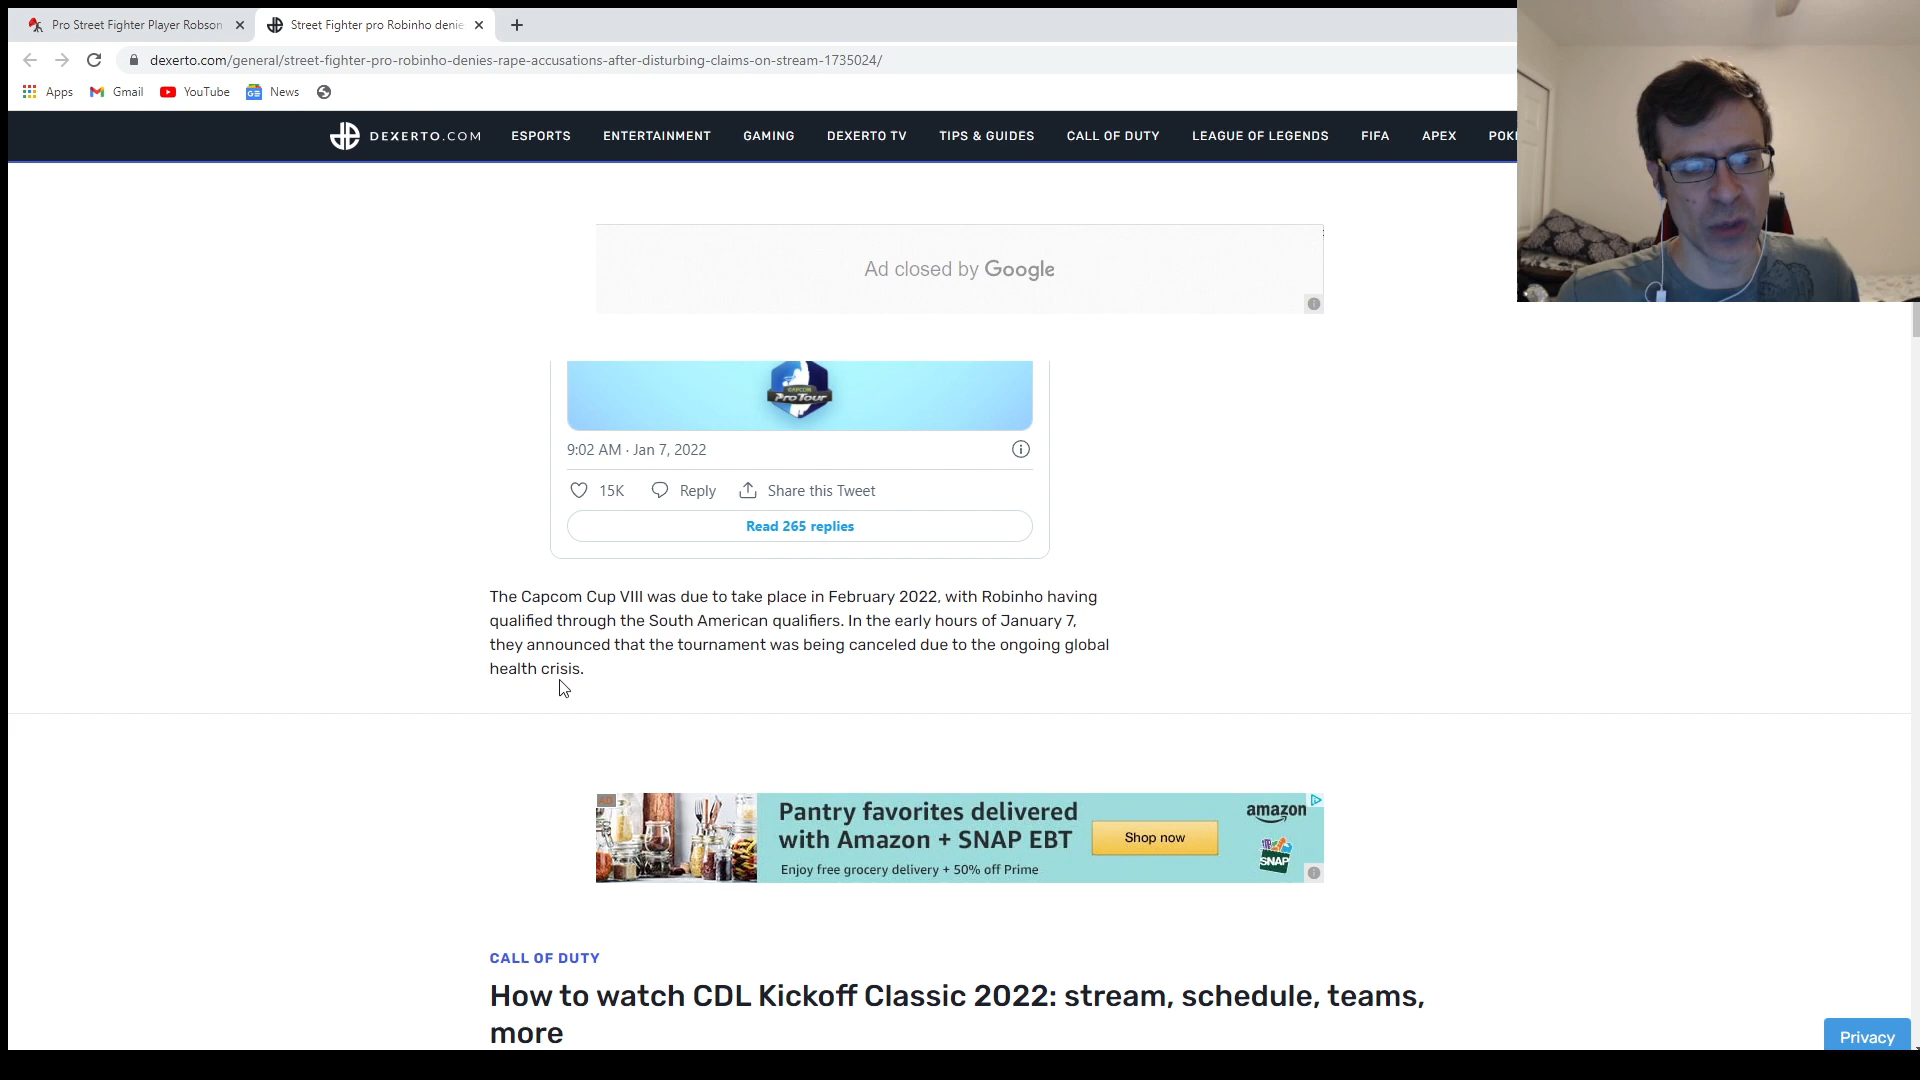 Pro Street Fighter Player Robson
Street Fighter pro Robinho denie
dexerto.com/general/street-fighter-pro-robinho-denies-rape-accusations-after-disturbing-claims-on-stream-1735024/
Apps Gmail YouTube News
DEXERTO.COM ESPORTS ENTERTAINMENT GAMING DEXERTO TV TIPS & GUIDES CALL OF DUTY LEAGUE OF LEGENDS FIFA APEX POK
Ad closed by Google
CAPCOM
ProTour
9:02 AM · Jan 7, 2022
15K Reply Share this Tweet
Read 265 replies
The Capcom Cup VIII was due to take place in February 2022, with Robinho having
qualified through the South American qualifiers. In the early hours of January 7,
they announced that the tournament was being canceled due to the ongoing global
health crisis.
AD
Pantry favorites delivered
with Amazon + SNAP EBT
Enjoy free grocery delivery + 50% off Prime
Shop now
amazon
SNAP
CALL OF DUTY
How to watch CDL Kickoff Classic 2022: stream, schedule, teams,
more
Privacy